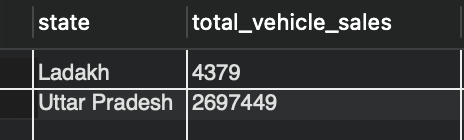 state total_vehicle_sales
Ladakh 4379
Uttar Pradesh 2697449